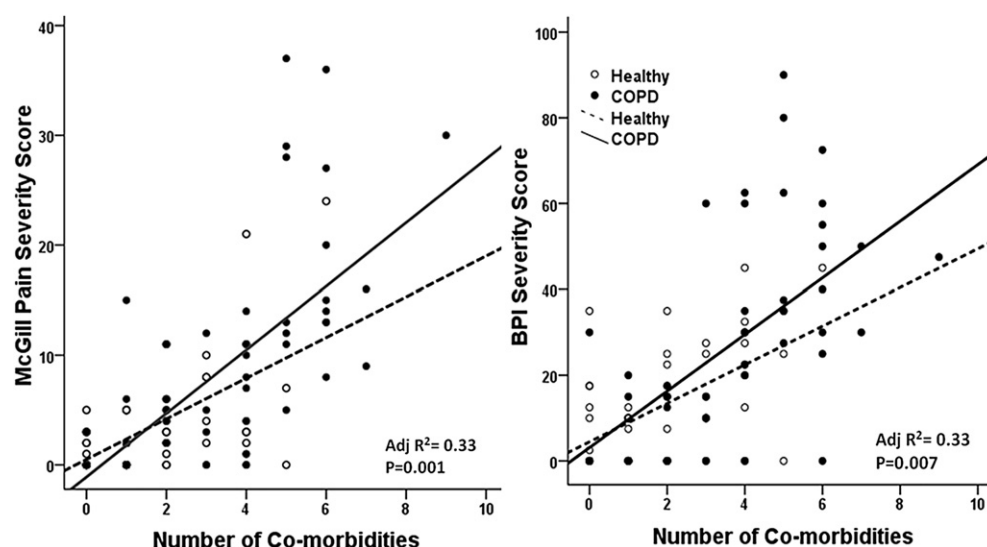 McGill Pain Severity Score
40
30
20
10
0
0 2 4 6 8 10
Number of Co-morbidities
Adj R²= 0.33
P=0.001
BPI Severity Score
100
80
60
40
20
0
0 2 4 6 8 10
Number of Co-morbidities
Healthy
COPD
Healthy
COPD
Adj R²= 0.33
P=0.007